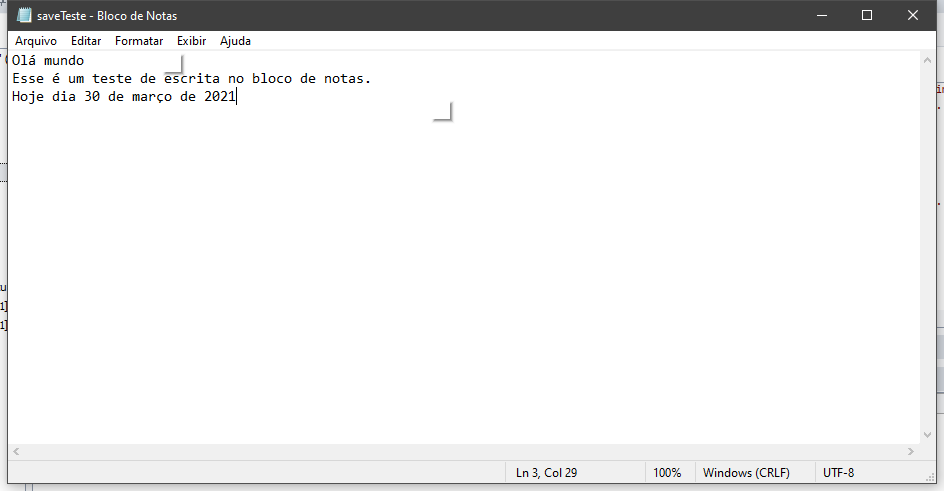 saveTeste - Bloco de Notas
Arquivo Editar Formatar Exibir Ajuda
Olá mundo
Esse é um teste de escrita no bloco de notas.
Hoje dia 30 de março de 2021
Ln 3, Col 29 100% Windows (CRLF) UTF-8